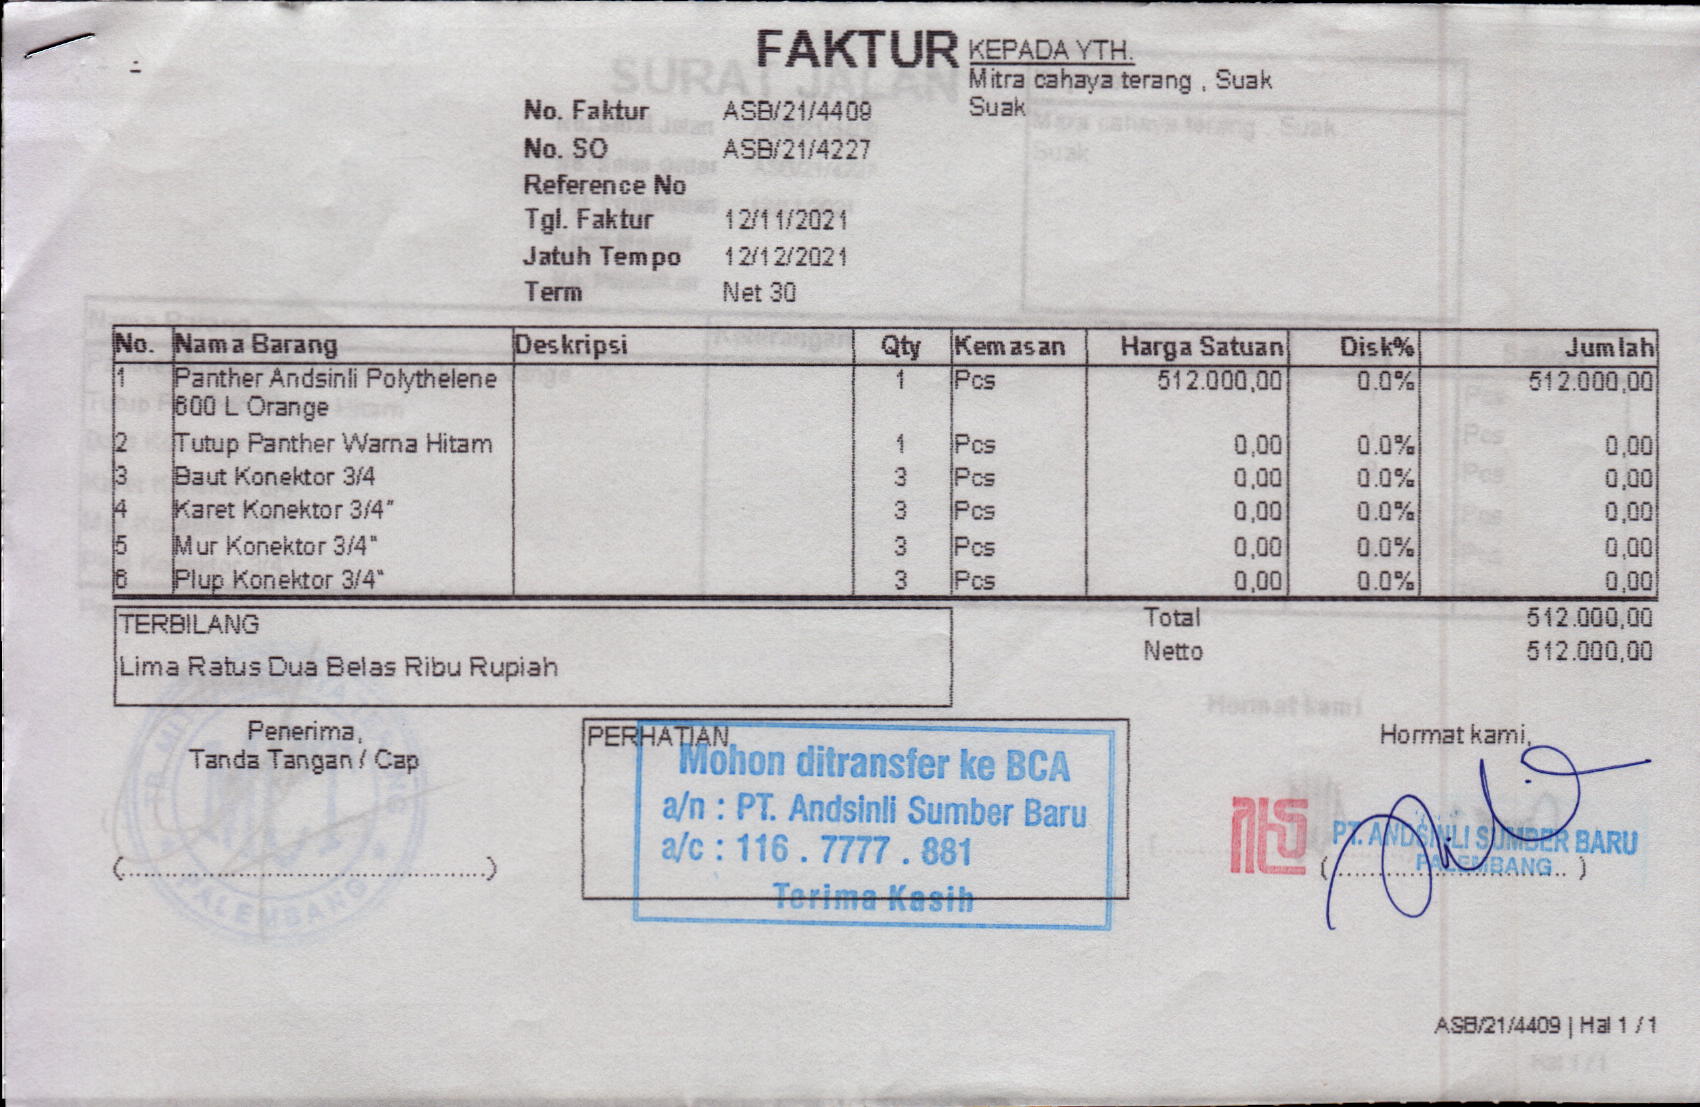 FAKTUR
KEPADA YTH.
Mitra cahaya terang , Suak
Suak
No. Faktur ASB/21/4409
No. SO ASB/21/4227
Reference No
Tgl. Faktur 12/11/2021
Jatuh Tempo 12/12/2021
Term Net 30
No. Nama Barang Deskripsi Qty Kemasan Harga Satuan Disk% Jumlah
1 Panther Andsinli Polythelene 1 Pcs 512.000,00 0.0% 512.000,00
600 L Orange
2 Tutup Panther Warna Hitam 1 Pcs 0,00 0.0% 0,00
3 Baut Konektor 3/4 3 Pcs 0,00 0.0% 0,00
4 Karet Konektor 3/4" 3 Pcs 0,00 0.0% 0,00
5 Mur Konektor 3/4" 3 Pcs 0,00 0.0% 0,00
6 Plup Konektor 3/4" 3 Pcs 0,00 0.0% 0,00
TERBILANG
Lima Ratus Dua Belas Ribu Rupiah
Total 512.000,00
Netto 512.000,00
Penerima,
Tanda Tangan / Cap
PALEMBANG
PERHATIAN
Mohon ditransfer ke BCA
a/n : PT. Andsinli Sumber Baru
a/c : 116 . 7777 . 881
Terima Kasih
Hormat kami,
PT. ANDSINLI SUMBER BARU
PALEMBANG
ASB/21/4409 | Hal 1 / 1